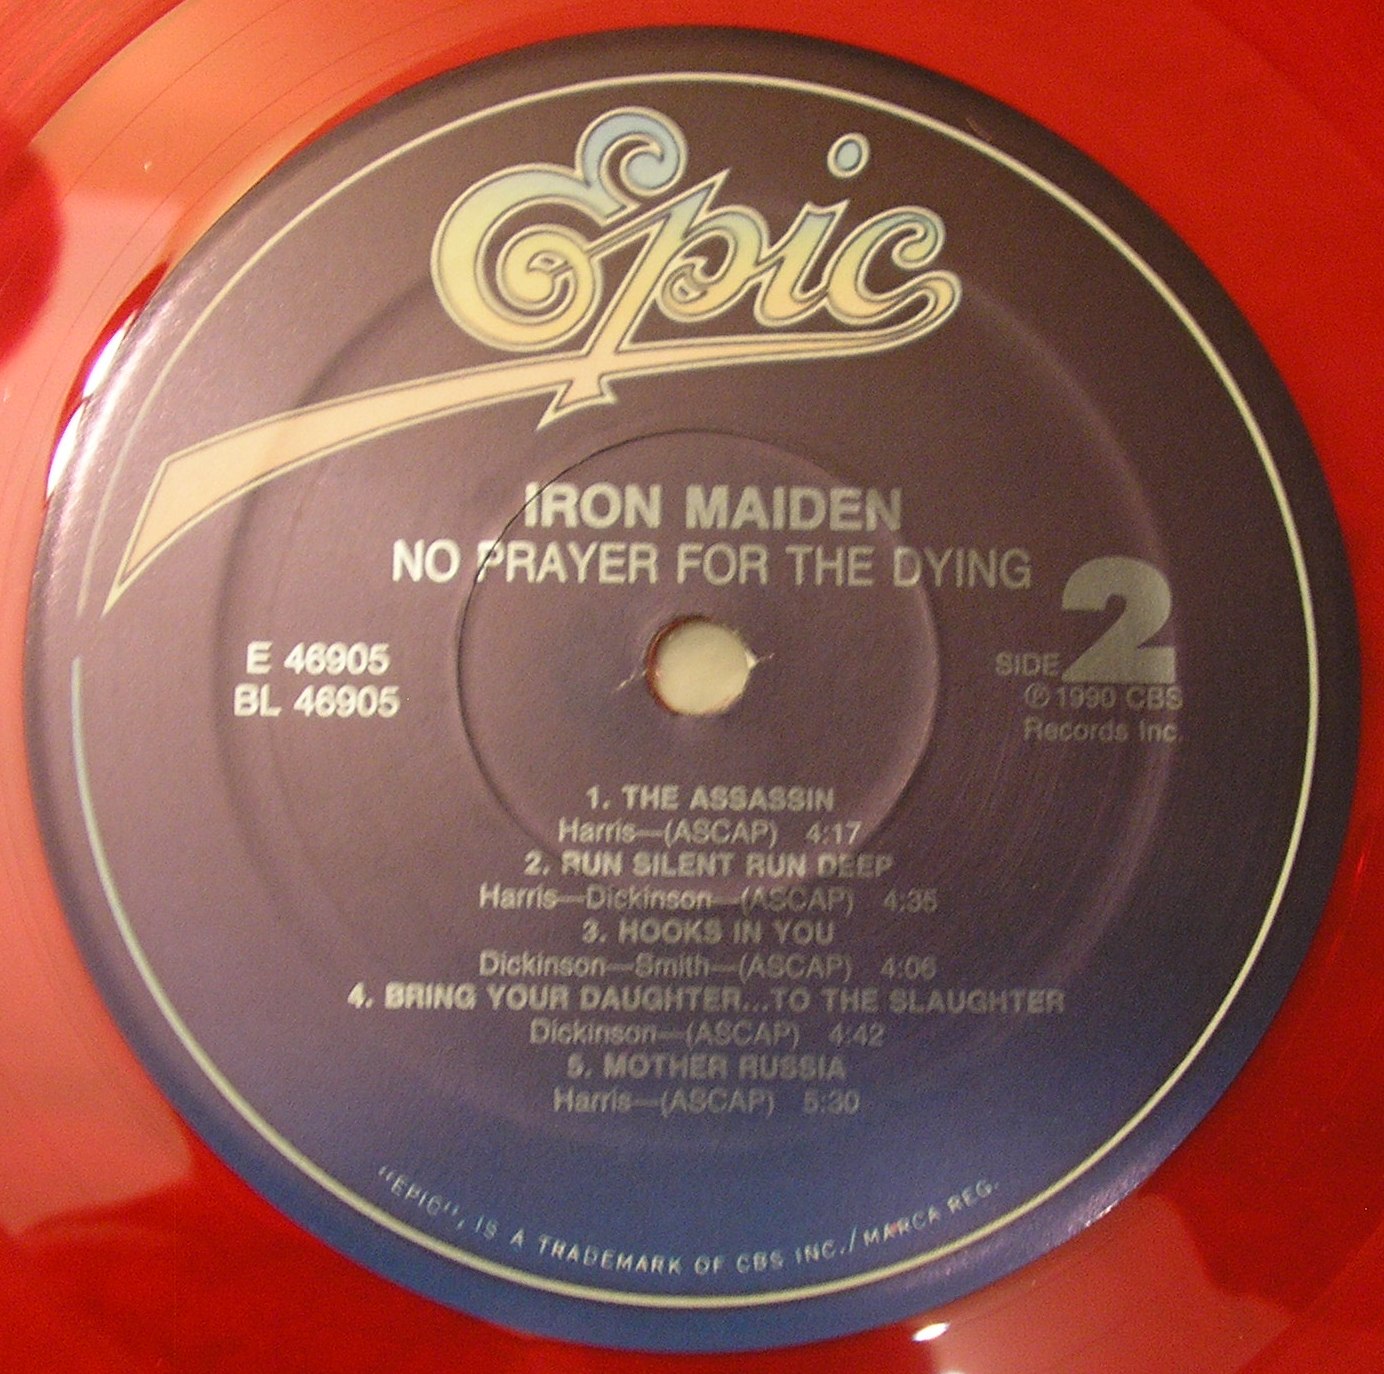 Epic
IRON MAIDEN
NO PRAYER FOR THE DYING
E 46905
BL 46905
SIDE 2
℗ 1990 CBS
Records Inc.
1. THE ASSASSIN
Harris—(ASCAP) 4:17
2. RUN SILENT RUN DEEP
Harris—Dickinson—(ASCAP) 4:35
3. HOOKS IN YOU
Dickinson—Smith—(ASCAP) 4:06
4. BRING YOUR DAUGHTER...TO THE SLAUGHTER
Dickinson—(ASCAP) 4:42
5. MOTHER RUSSIA
Harris—(ASCAP) 5:30
"EPIC", IS A TRADEMARK OF CBS INC./MARCA REG.